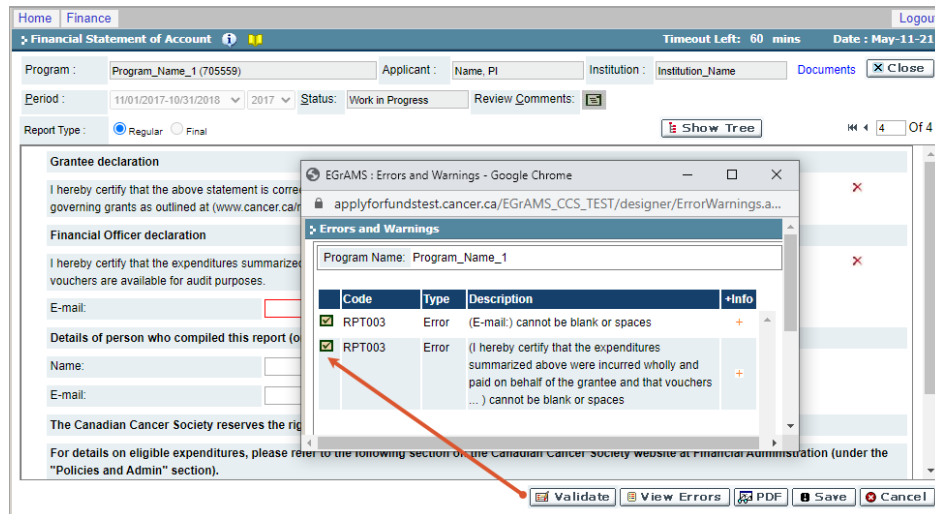 Home Finance Logou
Financial Statement of Account Timeout Left: 60 mins Date : May-11-21
Program : Program_Name_1 (705559) Applicant : Name, PI Institution : Institution_Name Documents Close
Period : 11/01/2017-10/31/2018 2017 Status: Work in Progress Review Comments:
Report Type : Regular Final Show Tree 4 Of 4
Grantee declaration
I hereby certify that the above statement is corre
governing grants as outlined at (www.cancer.ca/r
Financial Officer declaration
I hereby certify that the expenditures summarized
vouchers are available for audit purposes.
E-mail:
Details of person who compiled this report (o
Name:
E-mail:
The Canadian Cancer Society reserves the rig
For details on eligible expenditures, please refer to the following section on the Canadian Cancer Society website at Financial Administration (under the
"Policies and Admin" section).
EGrAMS : Errors and Warnings - Google Chrome
applyforfundstest.cancer.ca/EGrAMS_CCS_TEST/designer/ErrorWarnings.a...
Errors and Warnings
Program Name: Program_Name_1
Code Type Description +Info
RPT003 Error (E-mail:) cannot be blank or spaces +
RPT003 Error (I hereby certify that the expenditures
summarized above were incurred wholly and
paid on behalf of the grantee and that vouchers
... ) cannot be blank or spaces
+
Validate View Errors PDF Save Cancel